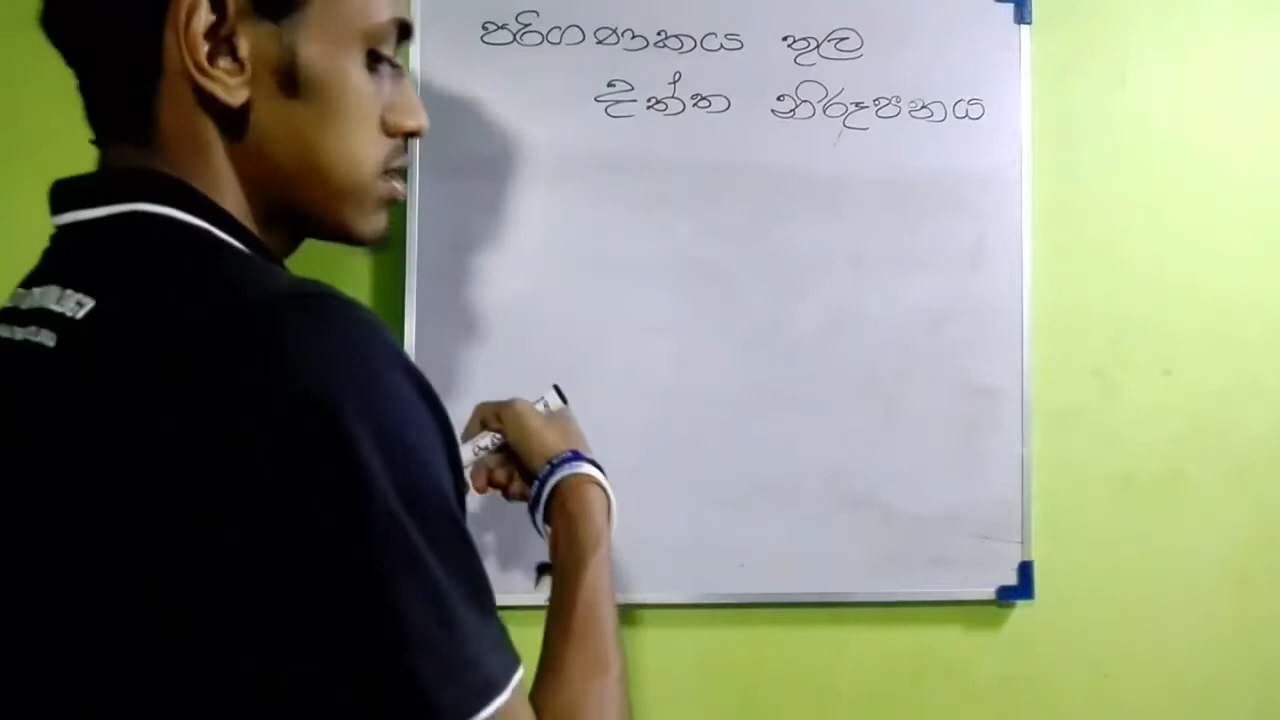 පරිගණකය තුල
දත්ත නිරූපනය